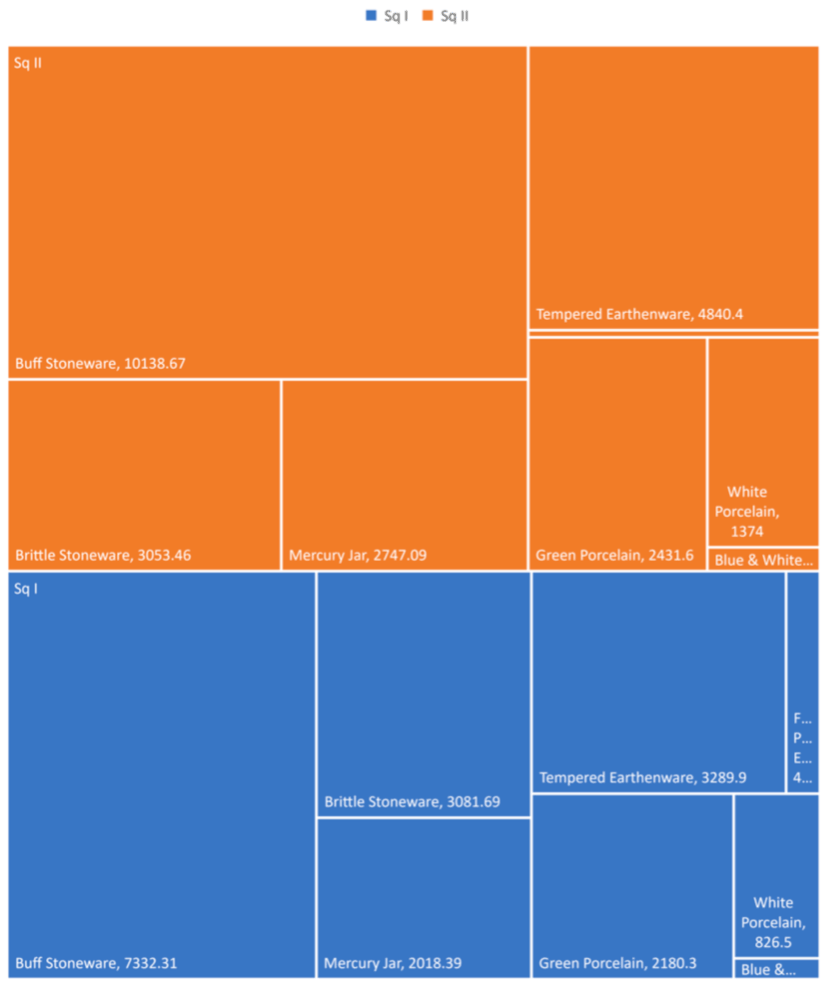 Sq I Sq II
Sq II
Tempered Earthenware, 4840.4
Buff Stoneware, 10138.67
White
Porcelain,
1374
Brittle Stoneware, 3053.46
Mercury Jar, 2747.09
Green Porcelain, 2431.6
Blue & White...
Sq I
F...
P...
E...
4...
Tempered Earthenware, 3289.9
Brittle Stoneware, 3081.69
White
Porcelain,
826.5
Buff Stoneware, 7332.31
Mercury Jar, 2018.39
Green Porcelain, 2180.3
Blue &...